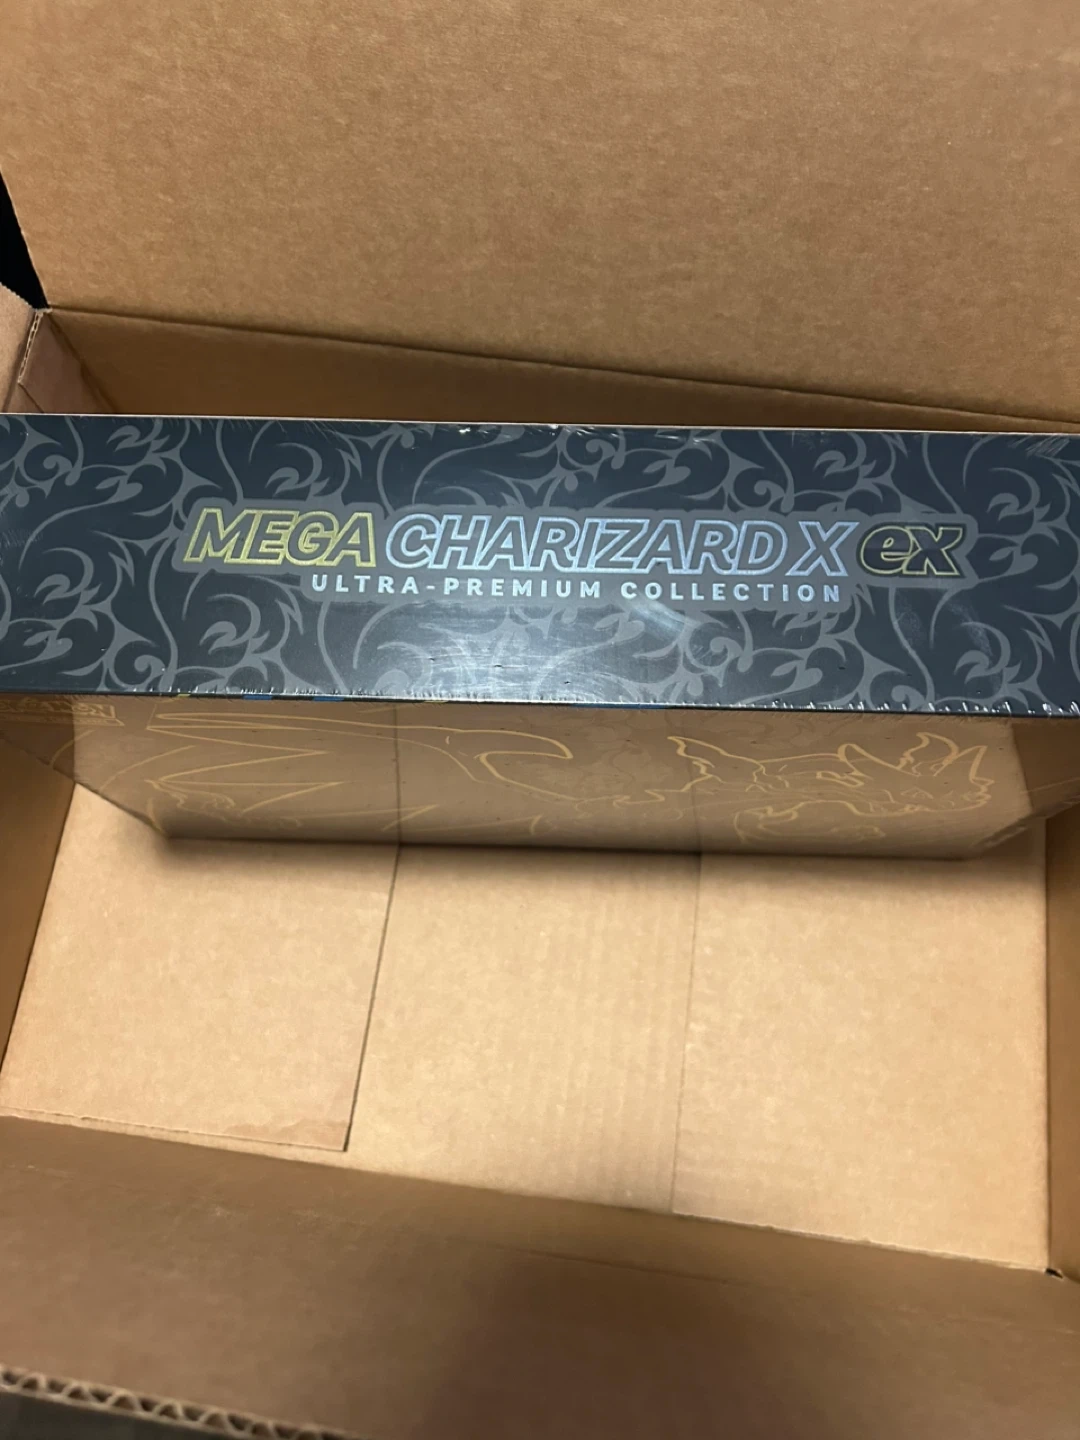 MEGA CHARIZARD X ex
ULTRA-PREMIUM COLLECTION